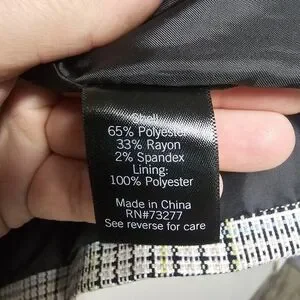 Shell
65% Polyester
33% Rayon
2% Spandex
Lining:
100% Polyester
Made in China
RN#73277
See reverse for care